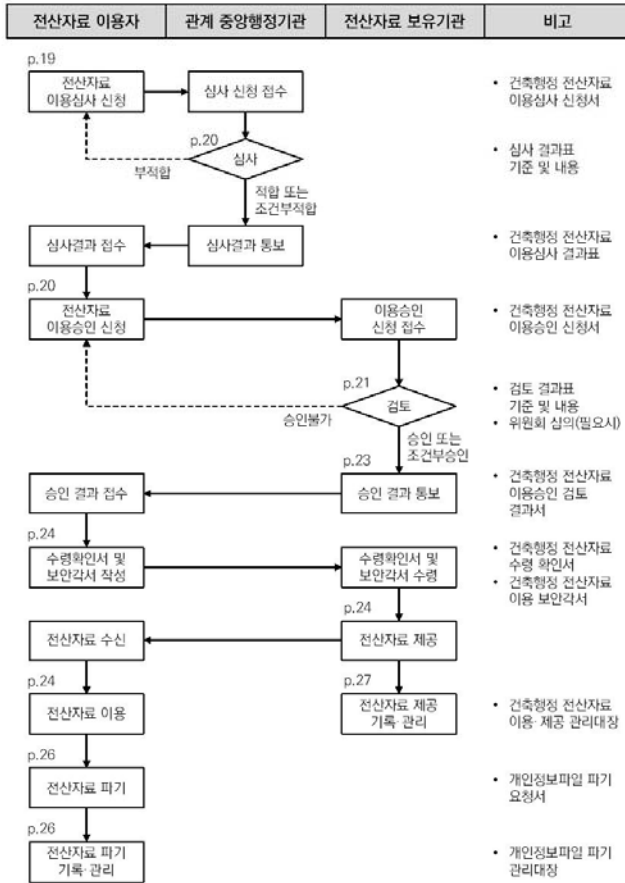 전산자료 이용자 관계 중앙행정기관 전산자료 보유기관 비고
p.19
전산자료
이용심사 신청
심사 신청 접수
• 건축행정 전산자료
이용심사 신청서
p.20
심사
부적합
• 심사 결과표
기준 및 내용
적합 또는
조건부적합
심사결과 접수
심사결과 통보
• 건축행정 전산자료
이용심사 결과표
p.20
전산자료
이용승인 신청
이용승인
신청 접수
• 건축행정 전산자료
이용승인 신청서
p.21
검토
승인불가
• 검토 결과표
기준 및 내용
• 위원회 심의(필요시)
승인 또는
조건부승인
p.23
승인 결과 접수
승인 결과 통보
• 건축행정 전산자료
이용승인 검토
결과서
p.24
수령확인서 및
보안각서 작성
수령확인서 및
보안각서 수령
• 건축행정 전산자료
수령 확인서
• 건축행정 전산자료
이용 보안각서
p.24
전산자료 수신
전산자료 제공
p.24
전산자료 이용
p.27
전산자료 제공
기록·관리
• 건축행정 전산자료
이용·제공 관리대장
p.26
전산자료 파기
• 개인정보파일 파기
요청서
p.26
전산자료 파기
기록·관리
• 개인정보파일 파기
관리대장